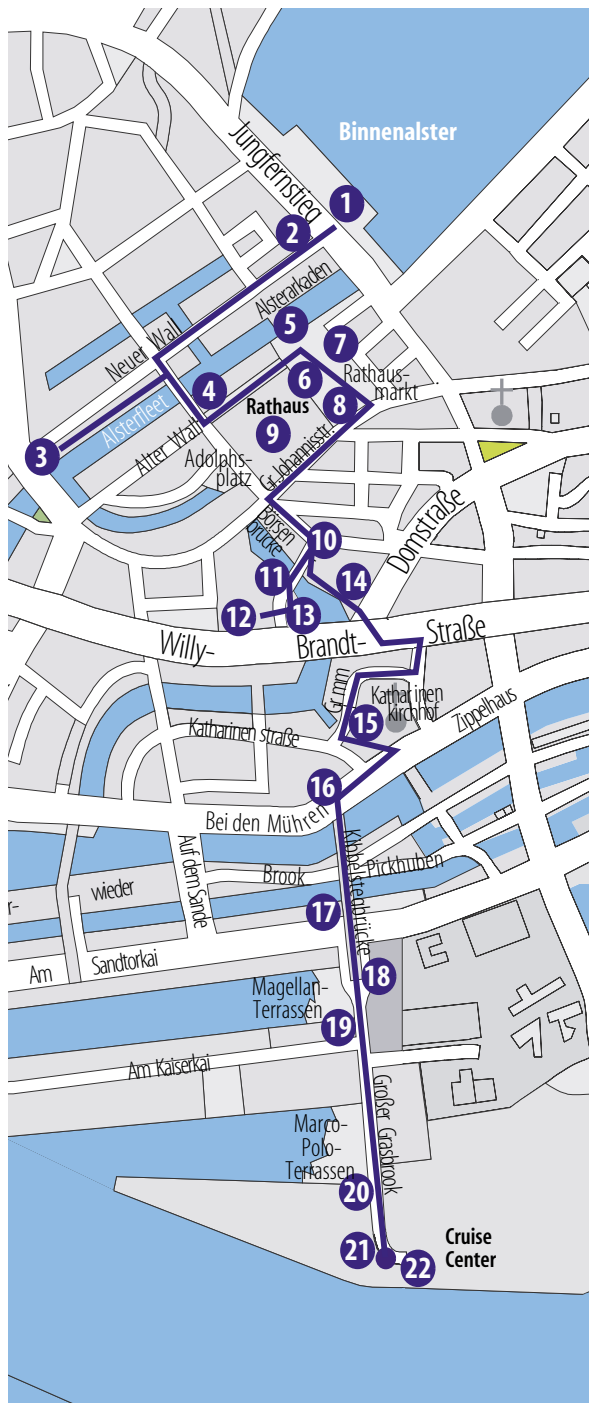 Binnenalster
Jungfernstieg
1
2
Alsterarkaden
5
7
Neuer Wall
4
6
Rathaus-
markt
8
Rathaus
9
Alsterfleet
3
Alter Wall
Adolphs-
platz
Gr. Johannisstr.
Börsen
brücke
10
Domstraße
11
14
12
13
Willy-
Brandt-
Straße
Grimm
Katharinen
kirchhof
15
Zippelhaus
Katharinen straße
16
Bei den Mühren
Auf dem Sande
Kibbelstegbrücke
Pickhuben
Brook
wieder
r-
17
Am
Sandtorkai
18
Magellan-
Terrassen
19
Am Kaiserkai
Großer Grasbrook
Marco-
Polo-
Terrassen
20
21
22
Cruise
Center